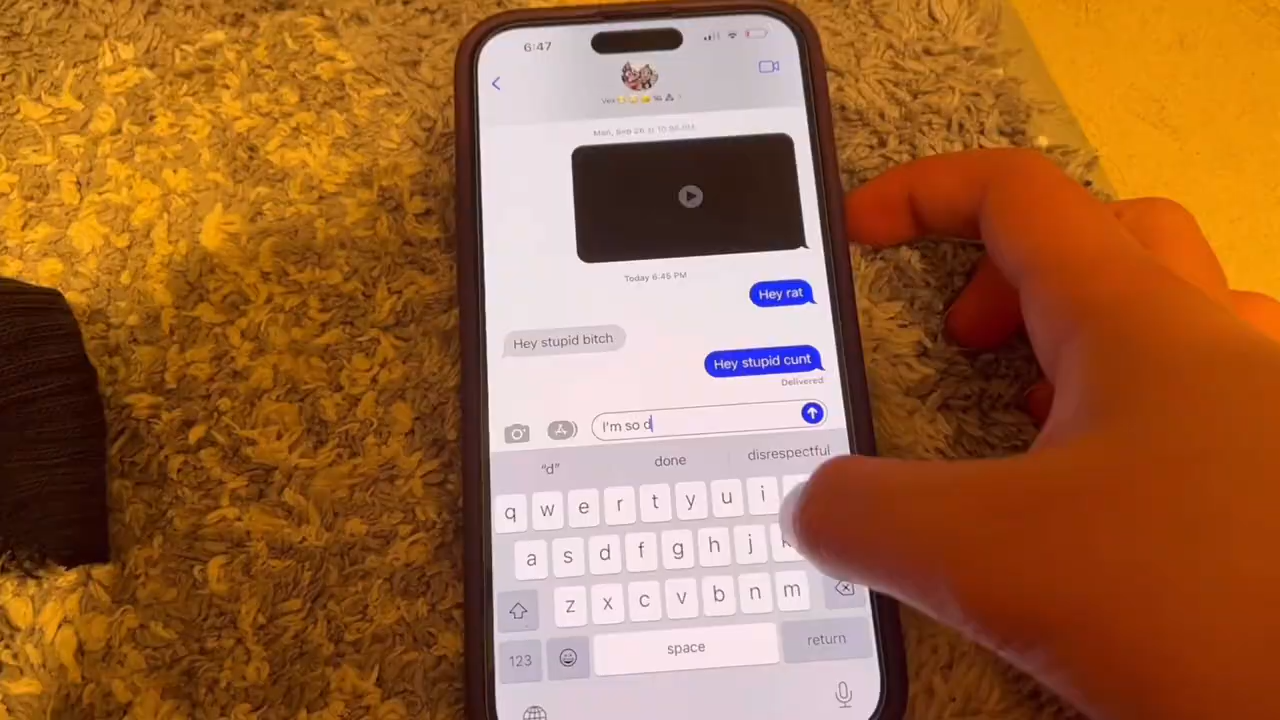 6:47
Today 6:45 PM
Hey rat
Hey stupid bitch
Hey stupid cunt
Delivered
I'm so d
"d" done disrespectful
q w e r t y u i
a s d f g h j k
z x c v b n m
123 space return